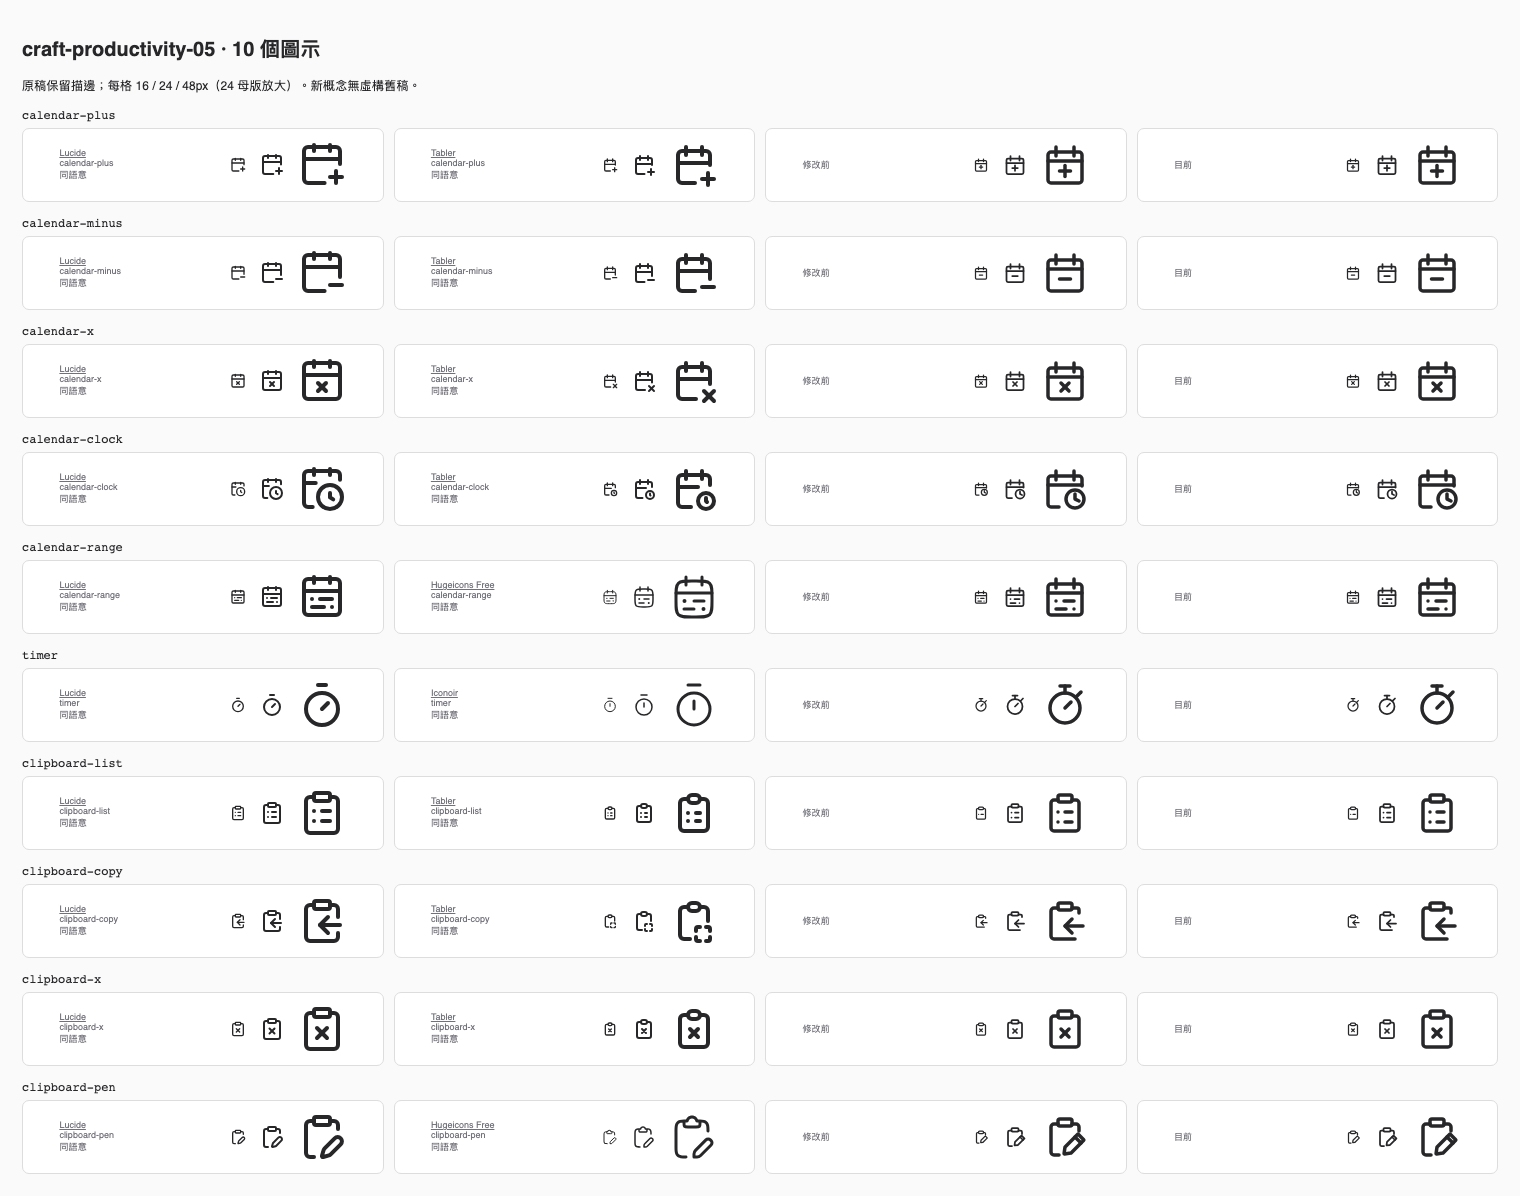 craft-productivity-05 · 10 個圖示
原稿保留描邊；每格 16 / 24 / 48px（24 母版放大）。新概念無虛構舊稿。
calendar-plus
Lucide
calendar-plus
同語意
Tabler
calendar-plus
同語意
修改前
目前
calendar-minus
Lucide
calendar-minus
同語意
Tabler
calendar-minus
同語意
修改前
目前
calendar-x
Lucide
calendar-x
同語意
Tabler
calendar-x
同語意
修改前
目前
calendar-clock
Lucide
calendar-clock
同語意
Tabler
calendar-clock
同語意
修改前
目前
calendar-range
Lucide
calendar-range
同語意
Hugeicons Free
calendar-range
同語意
修改前
目前
timer
Lucide
timer
同語意
Iconoir
timer
同語意
修改前
目前
clipboard-list
Lucide
clipboard-list
同語意
Tabler
clipboard-list
同語意
修改前
目前
clipboard-copy
Lucide
clipboard-copy
同語意
Tabler
clipboard-copy
同語意
修改前
目前
clipboard-x
Lucide
clipboard-x
同語意
Tabler
clipboard-x
同語意
修改前
目前
clipboard-pen
Lucide
clipboard-pen
同語意
Hugeicons Free
clipboard-pen
同語意
修改前
目前